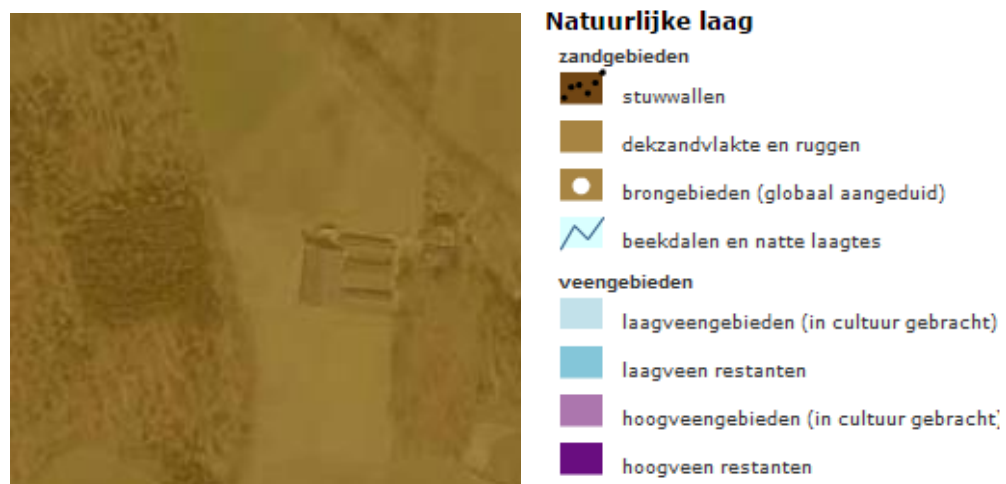 Natuurlijke laag
zandgebieden
stuwwallen
dekzandvlakte en ruggen
brongebieden (globaal aangeduid)
beekdalen en natte laagtes
veengebieden
laagveengebieden (in cultuur gebracht)
laagveen restanten
hoogveengebieden (in cultuur gebracht)
hoogveen restanten